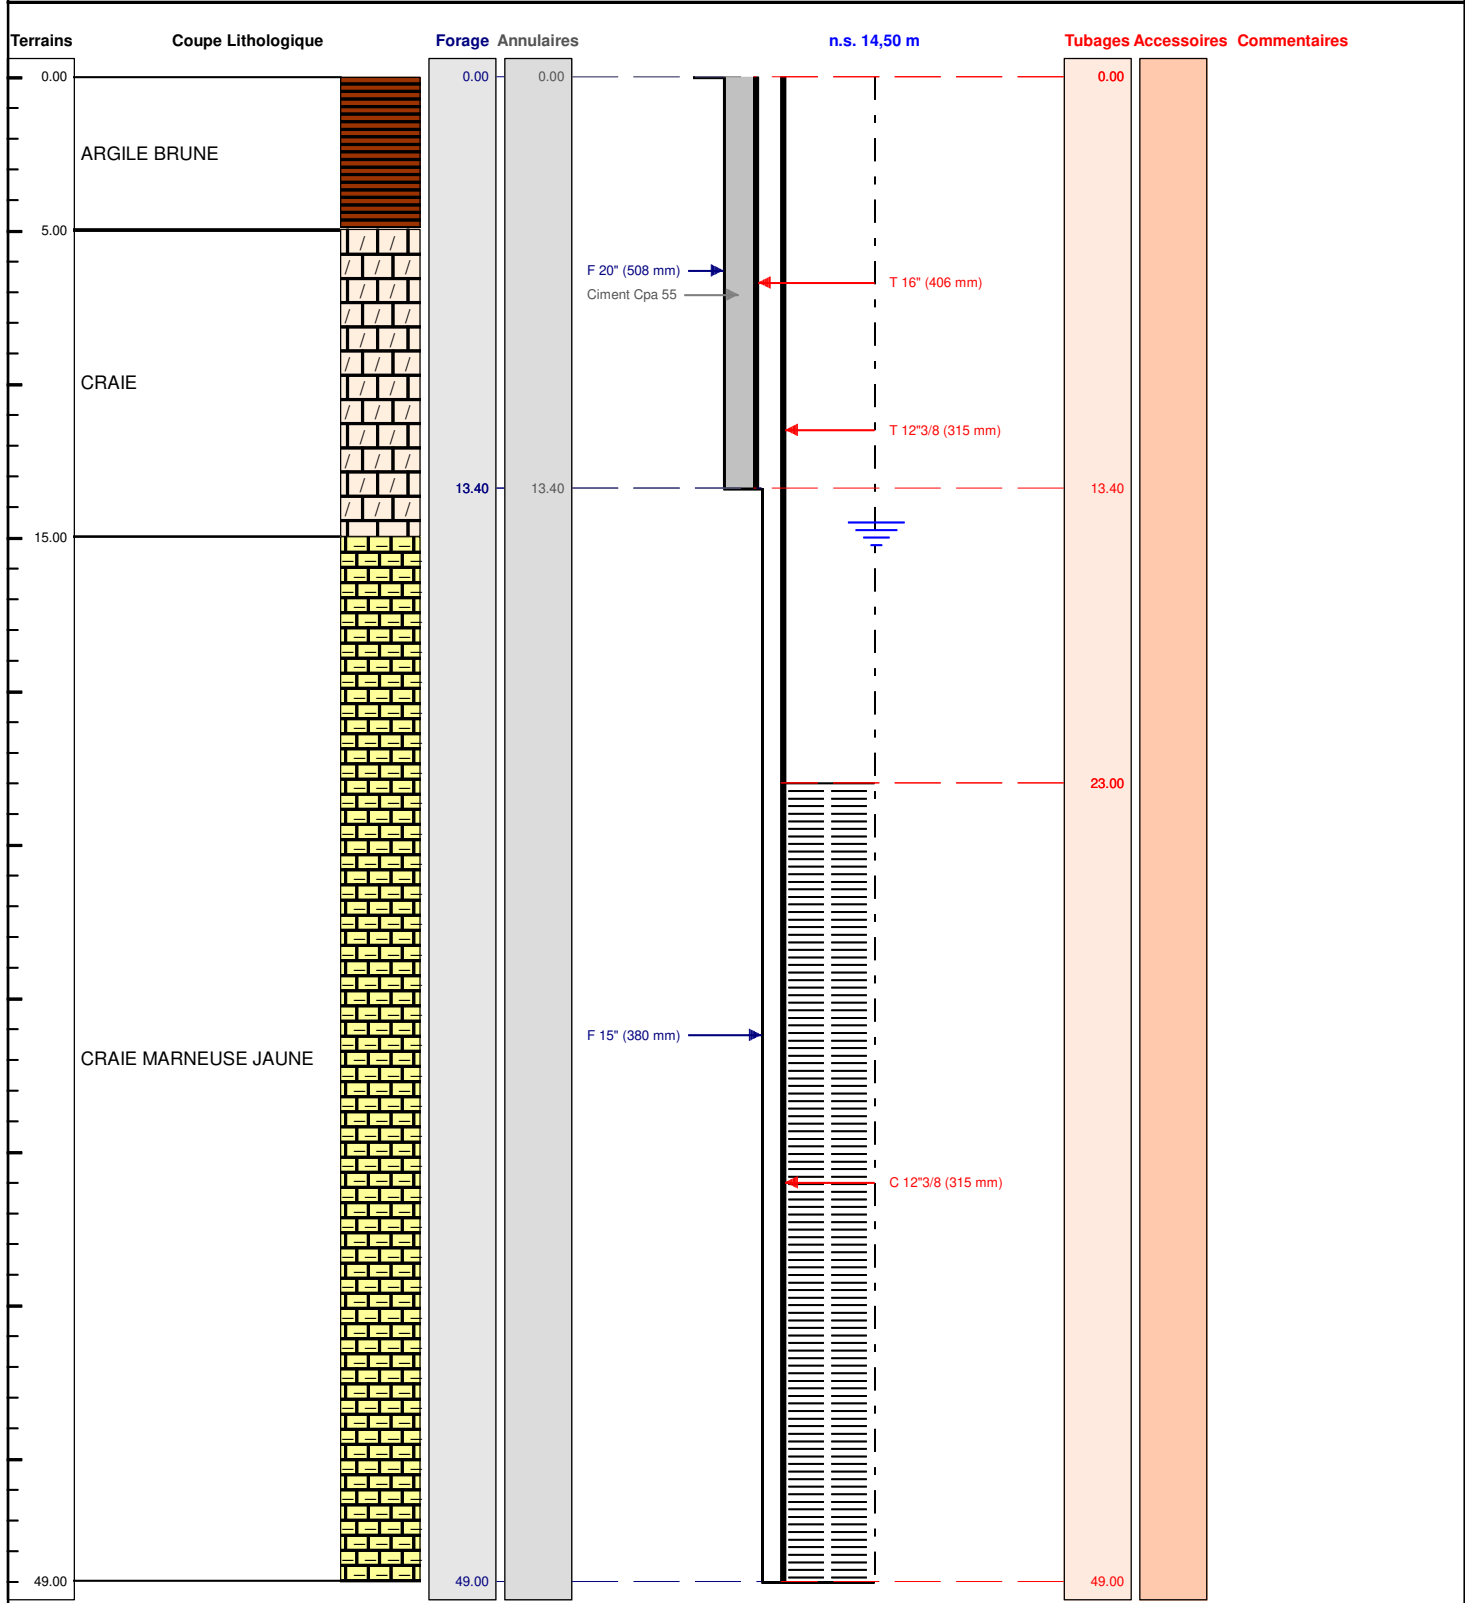 Terrains Coupe Lithologique Forage Annulaires n.s. 14,50 m Tubages Accessoires Commentaires
0.00 0.00 0.00 0.00
ARGILE BRUNE
5.00
F 20" (508 mm) T 16" (406 mm)
Ciment Cpa 55
CRAIE
T 12"3/8 (315 mm)
13.40 13.40 13.40
15.00
23.00
F 15" (380 mm)
CRAIE MARNEUSE JAUNE
C 12"3/8 (315 mm)
49.00 49.00 49.00